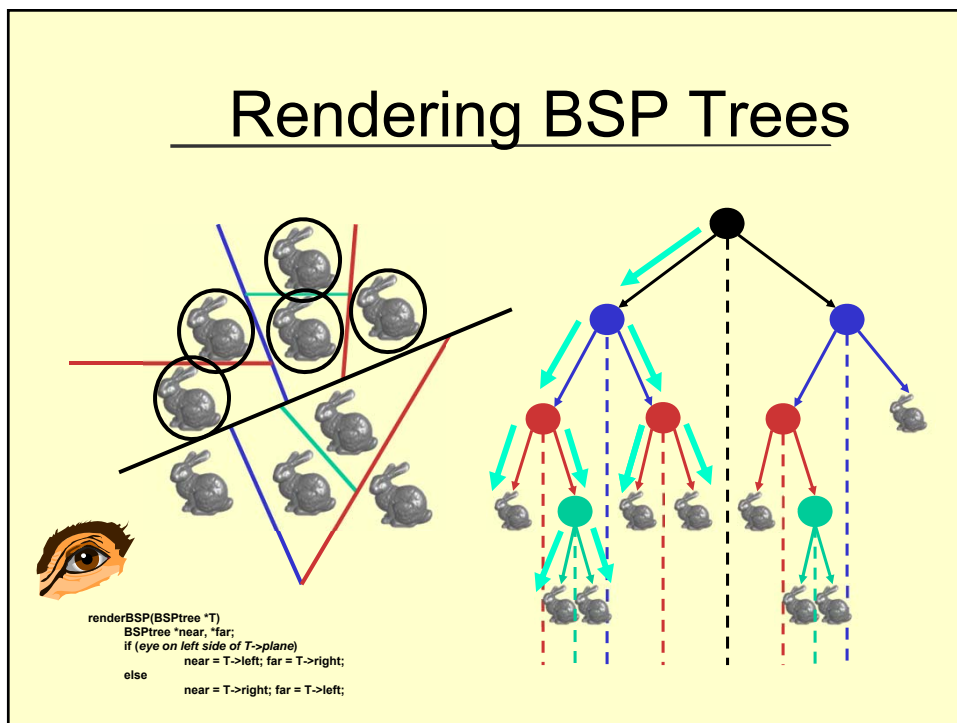 Rendering BSP Trees
renderBSP(BSPtree *T)
BSPtree *near, *far;
if (eye on left side of T->plane)
near = T->left; far = T->right;
else
near = T->right; far = T->left;